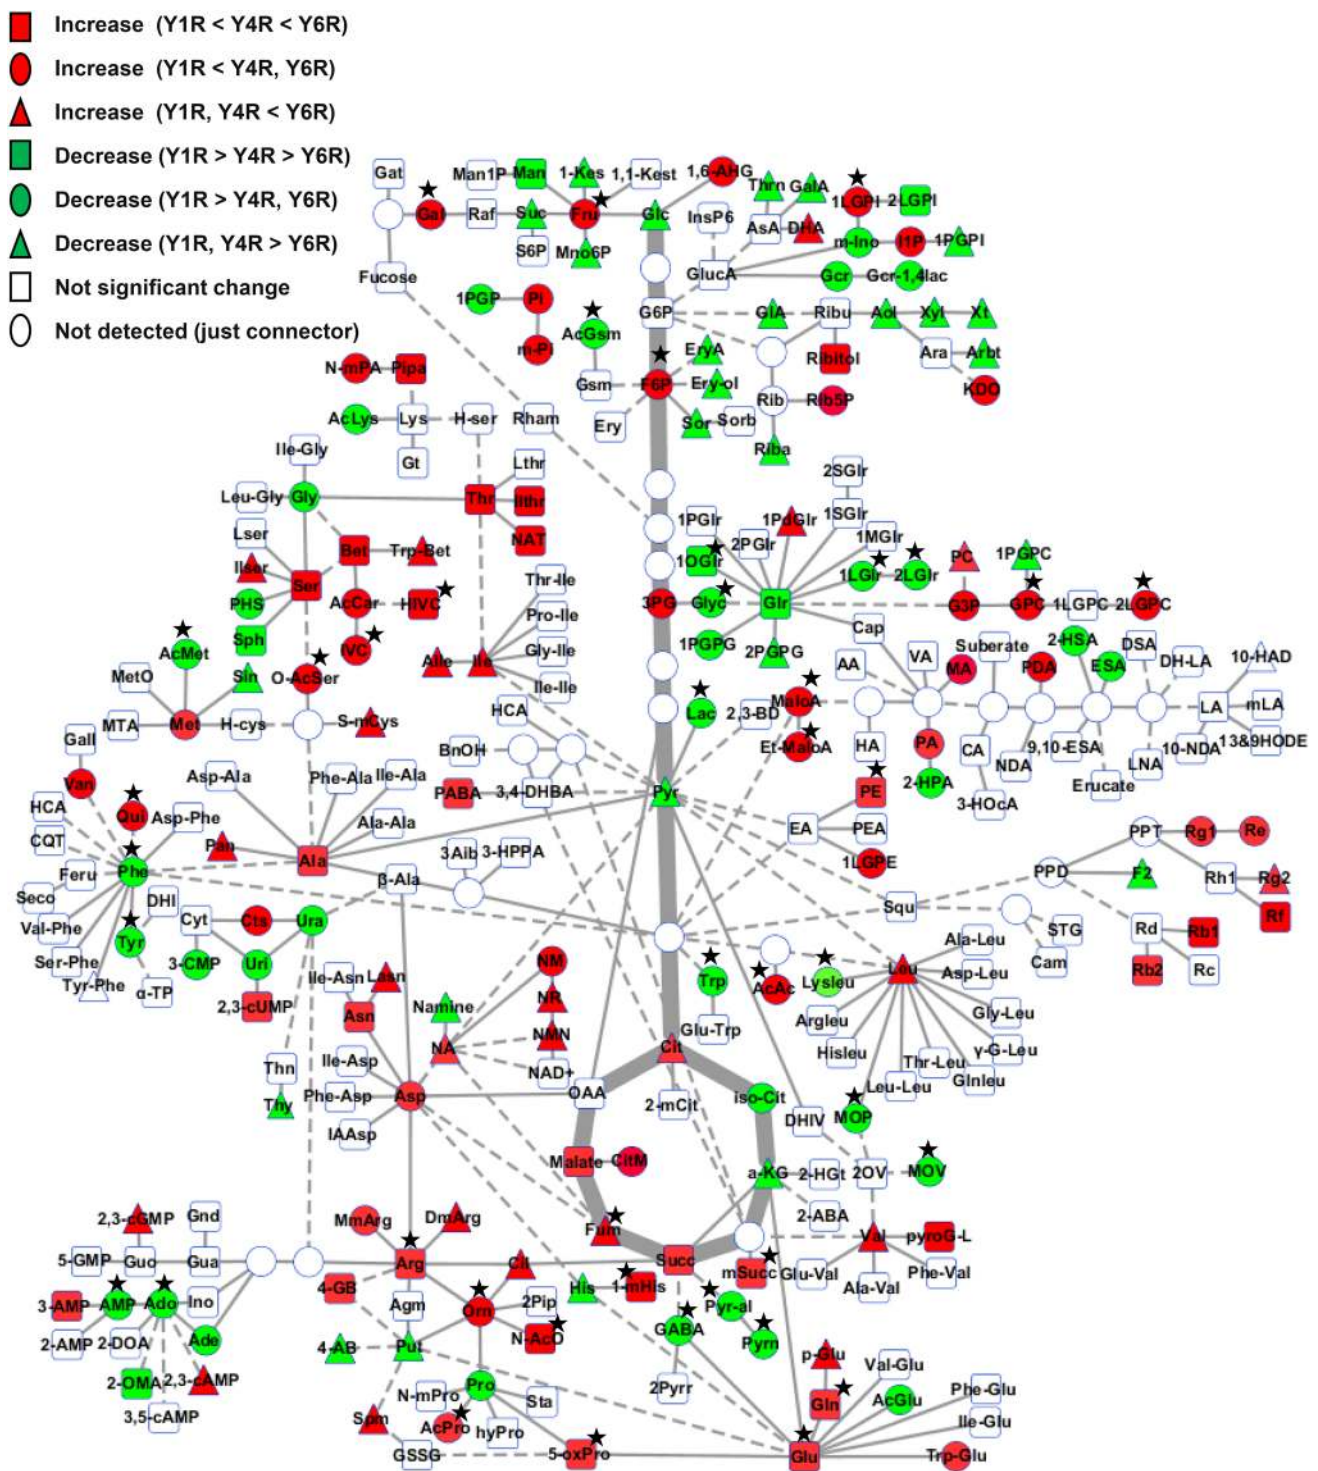 Increase (Y1R < Y4R < Y6R)
Increase (Y1R < Y4R, Y6R)
Increase (Y1R, Y4R < Y6R)
Decrease (Y1R > Y4R > Y6R)
Decrease (Y1R > Y4R, Y6R)
Decrease (Y1R, Y4R > Y6R)
Not significant change
Not detected (just connector)
Gat Man1P Man 1-Kes 1,1-Kest 1,6-AHG Thrn GalA 1LGPI 2LGPI
Gal Raf Suc Fru Glc InsP6 AsA DHA
S6P Mno6P m-Ino I1P 1PGPI
Fucose GlucA Gcr Gcr-1,4lac
1PGP Pi G6P GlA Ribu Aol Xyl Xt
AcGsm
m-Pi EryA Ribitol Ara Arbt
N-mPA Pipa Gsm F6P Ery-ol KDO
Rib Rib5P
AcLys Lys H-ser Rham Ery Sor Sorb
Ile-Gly Riba
Gt Lthr 2SGlr
Leu-Gly Gly Thr Ilthr
1PGlr 1PdGlr 1SGlr
Lser NAT 2PGlr 1MGlr
Bet Trp-Bet 1OGlr PC 1PGPC
Ilser Ser Thr-Ile 1LGlr 2LGlr
PHS AcCar HIVC 3PG Glyc Glr G3P GPC 1LGPC 2LGPC
Pro-Ile
Sph IVC Gly-Ile 1PGPG 2PGPG Cap 2-HSA DSA
AcMet Aile Ile VA Suberate
MetO Sln O-AcSer Ile-Ile AA MA PDA ESA DH-LA 10-HAD
MTA Met H-cys S-mCys HCA Lac 2,3-BD MaloA LA mLA
Gall BnOH Et-MaloA HA PA CA 9,10-ESA 10-NDA 13&9HODE
Van Asp-Ala Phe-Ala Ile-Ala NDA LNA
PABA 3,4-DHBA Pyr PE 2-HPA 3-HOcA Erucate
HCA Qui Asp-Phe Ala-Ala
CQT Pan EA PEA PPT Rg1 Re
Feru Phe Ala 3Aib 3-HPPA 1LGPE
β-Ala PPD F2 Rh1 Rg2
Seco DHI Squ
Val-Phe Cyt Cts Ura Rf
Tyr STG Rd Rb1
Ser-Phe 3-CMP Uri Ala-Leu Cam Rb2 Rc
Tyr-Phe α-TP Ile-Asn Lasn NM Trp AcAc Lysleu Leu Asp-Leu
2,3-cUMP Asn Namine NR
Argleu Gly-Leu
NA NMN Glu-Trp Cit Hisleu γ-G-Leu
Ile-Asp Thr-Leu
Thn NAD+ Leu-Leu Glnleu
Thy Phe-Asp Asp OAA 2-mCit iso-Cit
IAAsp DHIV MOP
Malate CitM a-KG 2-HGt 2OV MOV
2,3-cGMP Gnd MmArg DmArg Fum 2-ABA
5-GMP Guo Gua Arg Cit Succ Val pyroG-L
mSucc Glu-Val Ala-Val Phe-Val
3-AMP AMP Ado Ino 4-GB Agm Orn 2Pip His 1-mHis Pyr-al
2-AMP 2-DOA Ade 4-AB Put N-AcO GABA Pyrn
2-OMA 2,3-cAMP p-Glu Val-Glu
3,5-cAMP N-mPro Pro Sta 2Pyrr Gln AcGlu Phe-Glu
Spm AcPro hyPro Ile-Glu
GSSG 5-oxPro Glu Trp-Glu